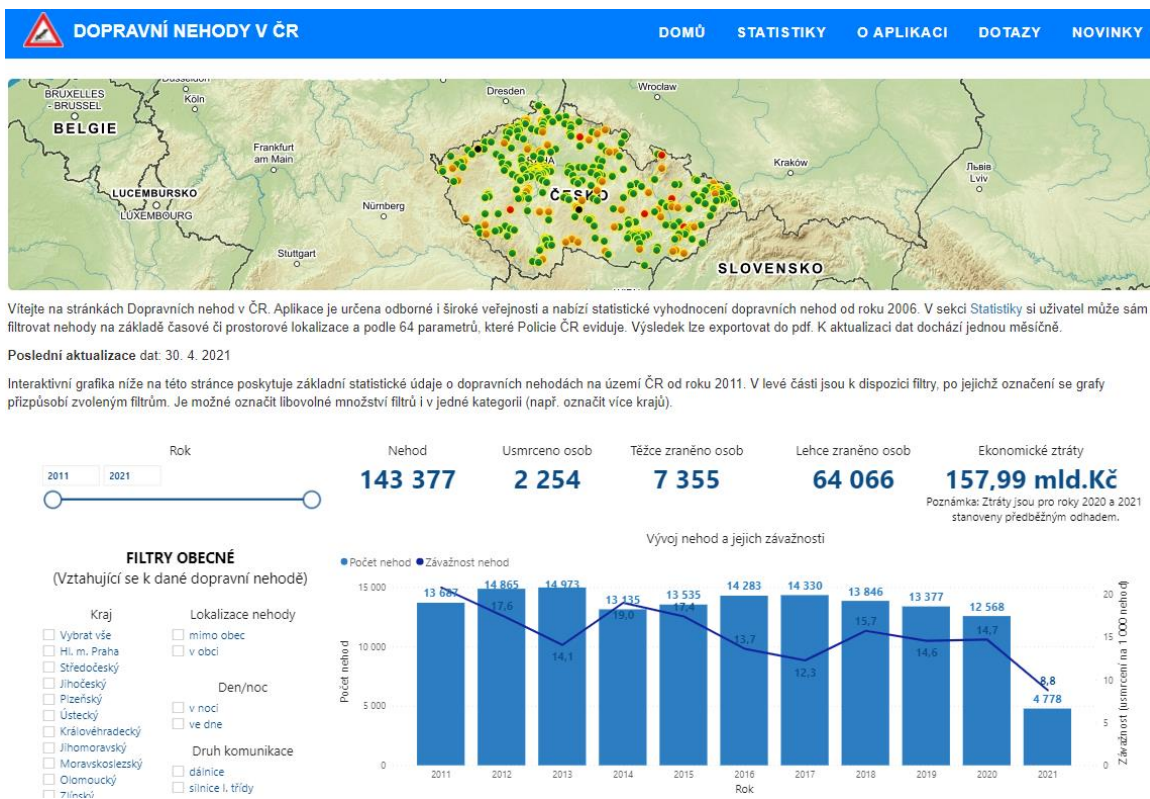 DOPRAVNÍ NEHODY V ČR
DOMŮ STATISTIKY O APLIKACI DOTAZY NOVINKY
BRUXELLES
- BRUSSEL
BELGIE
Düsseldorf
Köln
Frankfurt
am Main
LUCEMBURSKO
LUXEMBOURG
Nürnberg
Stuttgart
Dresden
Wrocław
PRAHA
ČESKO
Kraków
Львів
Lviv
SLOVENSKO
Vítejte na stránkách Dopravních nehod v ČR. Aplikace je určena odborné i široké veřejnosti a nabízí statistické vyhodnocení dopravních nehod od roku 2006. V sekci Statistiky si uživatel může sám
filtrovat nehody na základě časové či prostorové lokalizace a podle 64 parametrů, které Policie ČR eviduje. Výsledek lze exportovat do pdf. K aktualizaci dat dochází jednou měsíčně.
Poslední aktualizace dat: 30. 4. 2021
Interaktivní grafika níže na této stránce poskytuje základní statistické údaje o dopravních nehodách na území ČR od roku 2011. V levé části jsou k dispozici filtry, po jejichž označení se grafy
přizpůsobí zvoleným filtrům. Je možné označit libovolné množství filtrů i v jedné kategorii (např. označit více krajů).
Rok
2011 2021
Nehod
143 377
Usmrceno osob
2 254
Těžce zraněno osob
7 355
Lehce zraněno osob
64 066
Ekonomické ztráty
157,99 mld.Kč
Poznámka: Ztráty jsou pro roky 2020 a 2021
stanoveny předběžným odhadem.
FILTRY OBECNÉ
(Vztahující se k dané dopravní nehodě)
Kraj
Vybrat vše
Hl. m. Praha
Středočeský
Jihočeský
Plzeňský
Ústecký
Královéhradecký
Jihomoravský
Moravskoslezský
Olomoucký
Zlínský
Lokalizace nehody
mimo obec
v obci
Den/noc
v noci
ve dne
Druh komunikace
dálnice
silnice I. třídy
Vývoj nehod a jejich závažnosti
Počet nehod Závažnost nehod
Počet nehod
15 000
10 000
5 000
0
13 687 14 865 14 973 13 135 13 535 14 283 14 330 13 846 13 377 12 568 4 778
17,6 14,1 19,0 17,4 13,7 12,3 15,7 14,6 14,7 8,8
20
15
10
5
0
Závažnost (usmrcení na 1 000 nehod)
2011 2012 2013 2014 2015 2016 2017 2018 2019 2020 2021
Rok